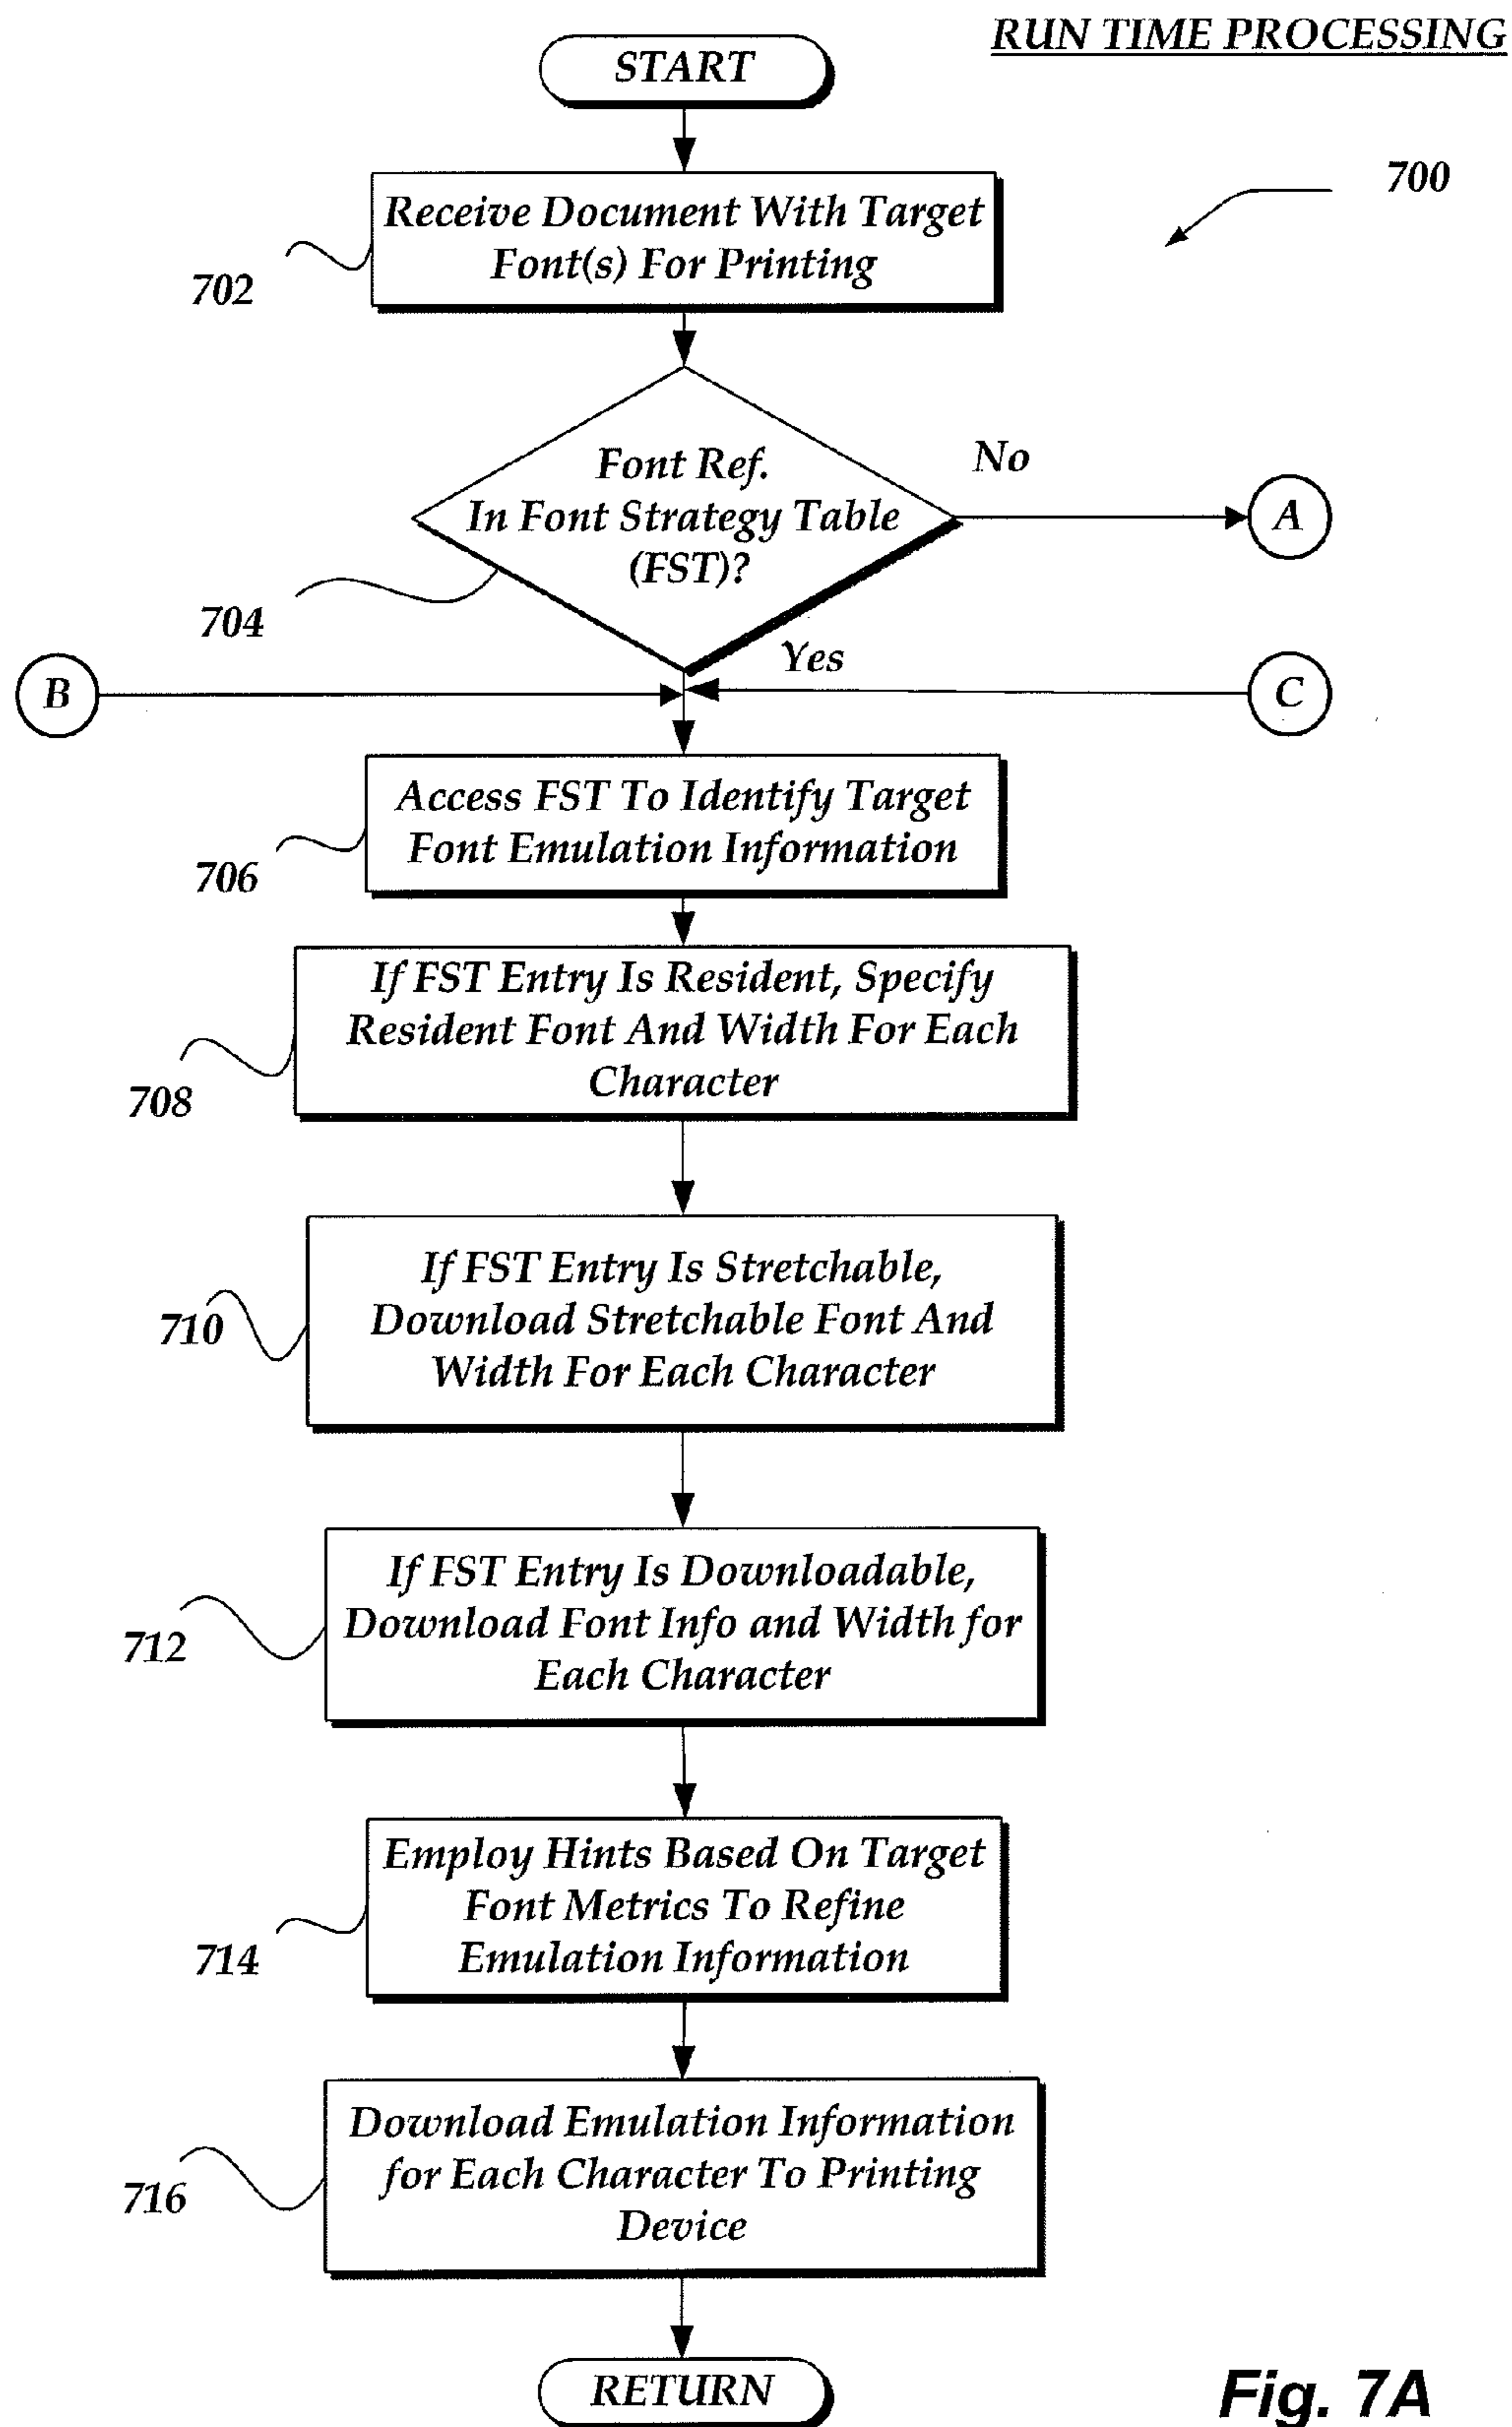 RUN TIME PROCESSING
START
700
Receive Document With Target
Font(s) For Printing
702
Font Ref.
In Font Strategy Table
(FST)?
No
A
704
Yes
B
C
Access FST To Identify Target
Font Emulation Information
706
If FST Entry Is Resident, Specify
Resident Font And Width For Each
Character
708
If FST Entry Is Stretchable,
Download Stretchable Font And
Width For Each Character
710
If FST Entry Is Downloadable,
Download Font Info and Width for
Each Character
712
Employ Hints Based On Target
Font Metrics To Refine
Emulation Information
714
Download Emulation Information
for Each Character To Printing
Device
716
RETURN
Fig. 7A